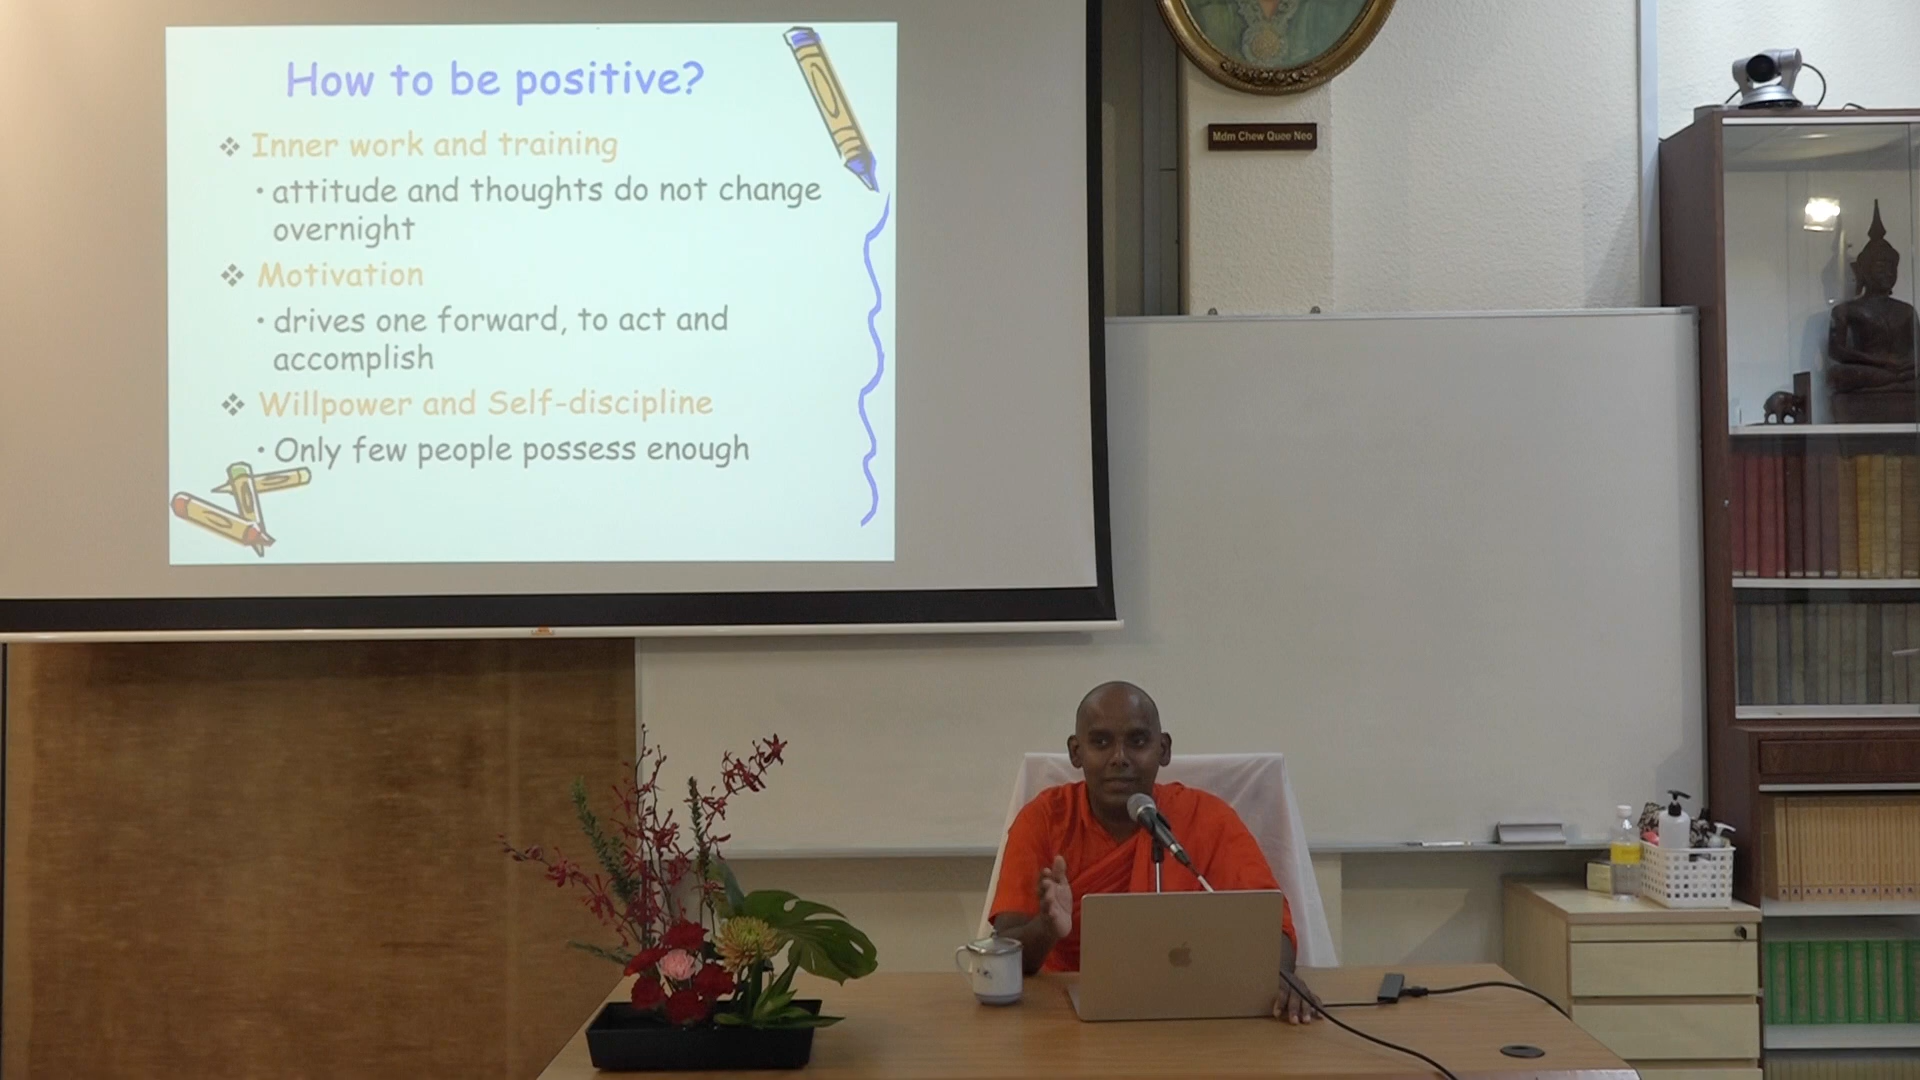 How to be positive?
❖ Inner work and training
• attitude and thoughts do not change
overnight
❖ Motivation
• drives one forward, to act and
accomplish
❖ Willpower and Self-discipline
• Only few people possess enough
Mdm Chew Quee Neo